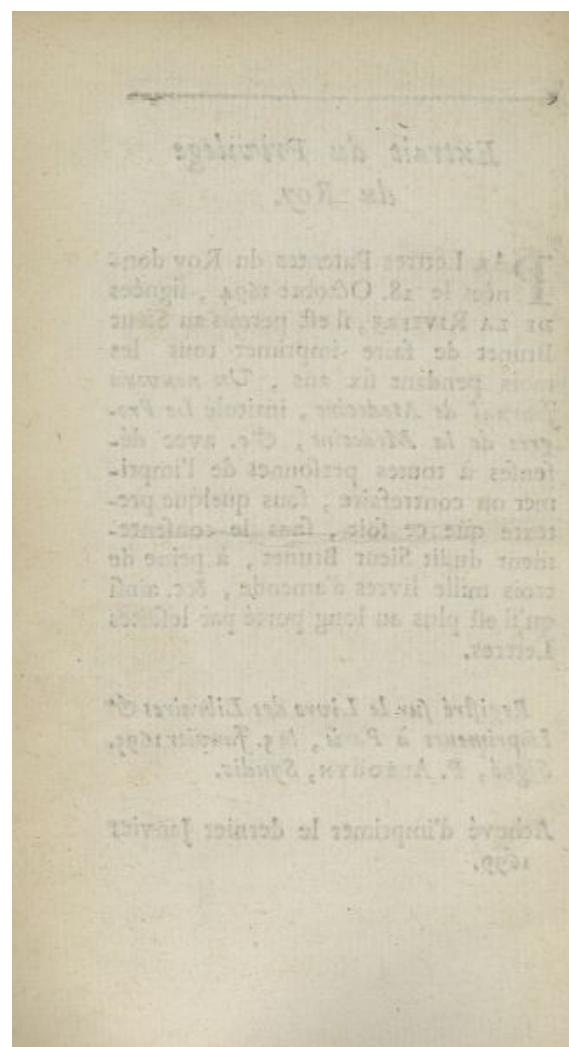 Extrait du Privilege
du Roy.
PAR Lettres Patentes du Roy don-
nées le 28. Octobre 1694, signées
DE LA RIVIERE, il est permis au Sieur
Brunet de faire imprimer tous les
mois pendant six ans, Un nouveau
Journal de Medecine, intitulé Le Pro-
grez de la Medecine, &c. avec dé-
fenses à toutes personnes de l'impri-
mer ou contrefaire, sous quelque pre-
texte que ce soit, sans le consente-
ment dudit Sieur Brunet, à peine de
trois mille livres d'amende, &c. ainsi
qu'il est plus au long porté par lesdites
Lettres.
Registré sur le Livre des Libraires &
Imprimeurs à Paris, le 5. Janvier 1695.
Signé, P. AUBOUYN, Syndic.
Achevé d'imprimer le dernier Janvier
1699.